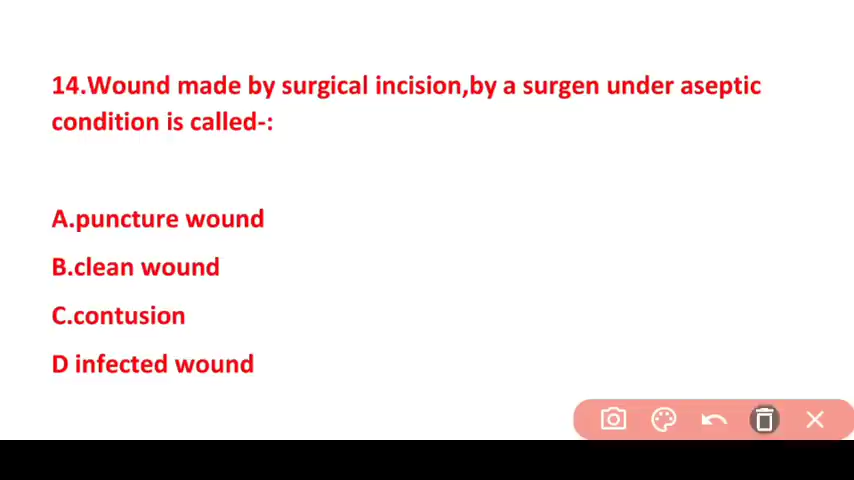 14.Wound made by surgical incision,by a surgen under aseptic
condition is called-:
A.puncture wound
B.clean wound
C.contusion
D infected wound